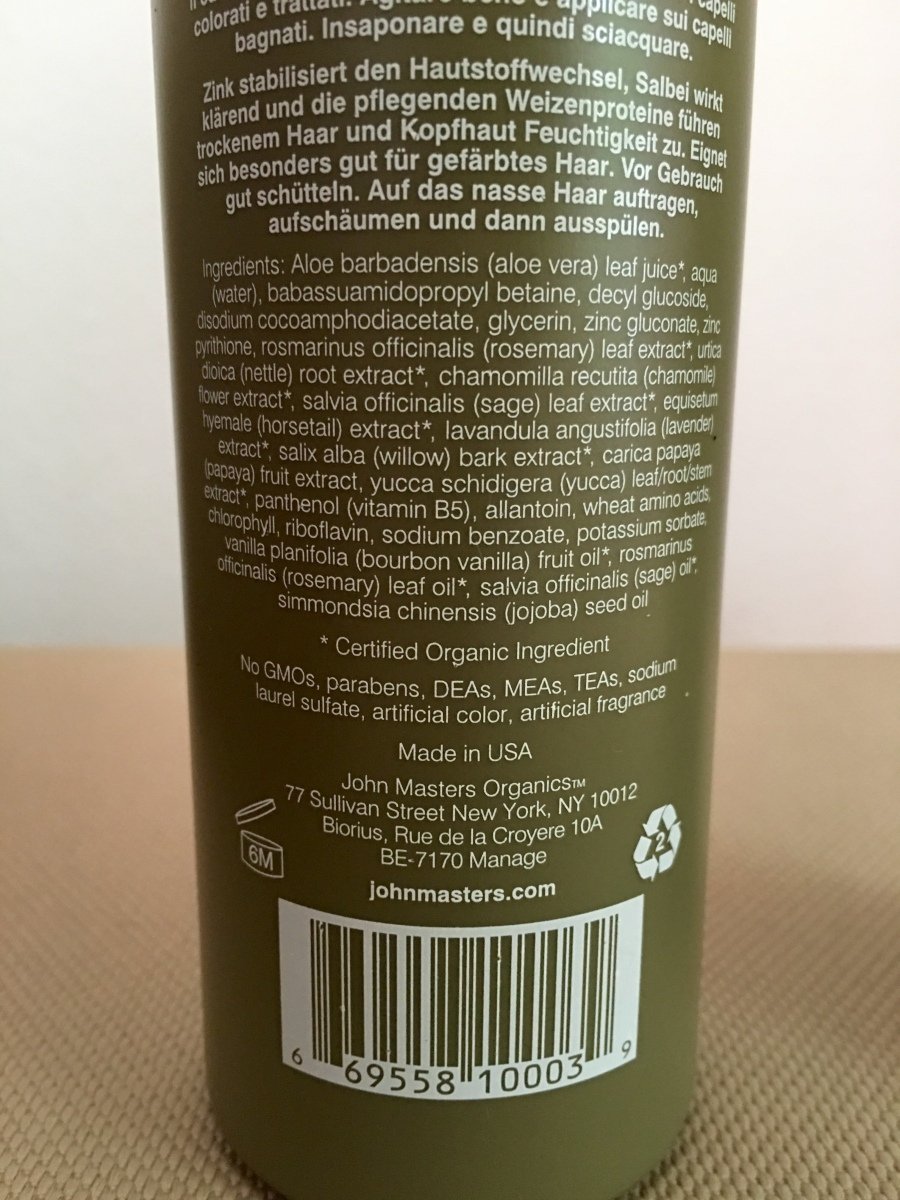 colorati e trattati. Agitare bene e applicare sui capelli
bagnati. Insaponare e quindi sciacquare.
Zink stabilisiert den Hautstoffwechsel, Salbei wirkt
klärend und die pflegenden Weizenproteine führen
trockenem Haar und Kopfhaut Feuchtigkeit zu. Eignet
sich besonders gut für gefärbtes Haar. Vor Gebrauch
gut schütteln. Auf das nasse Haar auftragen,
aufschäumen und dann ausspülen.
Ingredients: Aloe barbadensis (aloe vera) leaf juice*, aqua
(water), babassuamidopropyl betaine, decyl glucoside,
disodium cocoamphodiacetate, glycerin, zinc gluconate, zinc
pyrithione, rosmarinus officinalis (rosemary) leaf extract*, urtica
dioica (nettle) root extract*, chamomilla recutita (chamomile)
flower extract*, salvia officinalis (sage) leaf extract*, equisetum
hyemale (horsetail) extract*, lavandula angustifolia (lavender)
extract*, salix alba (willow) bark extract*, carica papaya
(papaya) fruit extract, yucca schidigera (yucca) leaf/root/stem
extract*, panthenol (vitamin B5), allantoin, wheat amino acids,
chlorophyll, riboflavin, sodium benzoate, potassium sorbate,
vanilla planifolia (bourbon vanilla) fruit oil*, rosmarinus
officinalis (rosemary) leaf oil*, salvia officinalis (sage) oil*,
simmondsia chinensis (jojoba) seed oil
* Certified Organic Ingredient
No GMOs, parabens, DEAs, MEAs, TEAs, sodium
laurel sulfate, artificial color, artificial fragrance
Made in USA
John Masters Organics™
77 Sullivan Street New York, NY 10012
Biorius, Rue de la Croyere 10A
BE-7170 Manage
6M
2
johnmasters.com
6 69558 10003 9